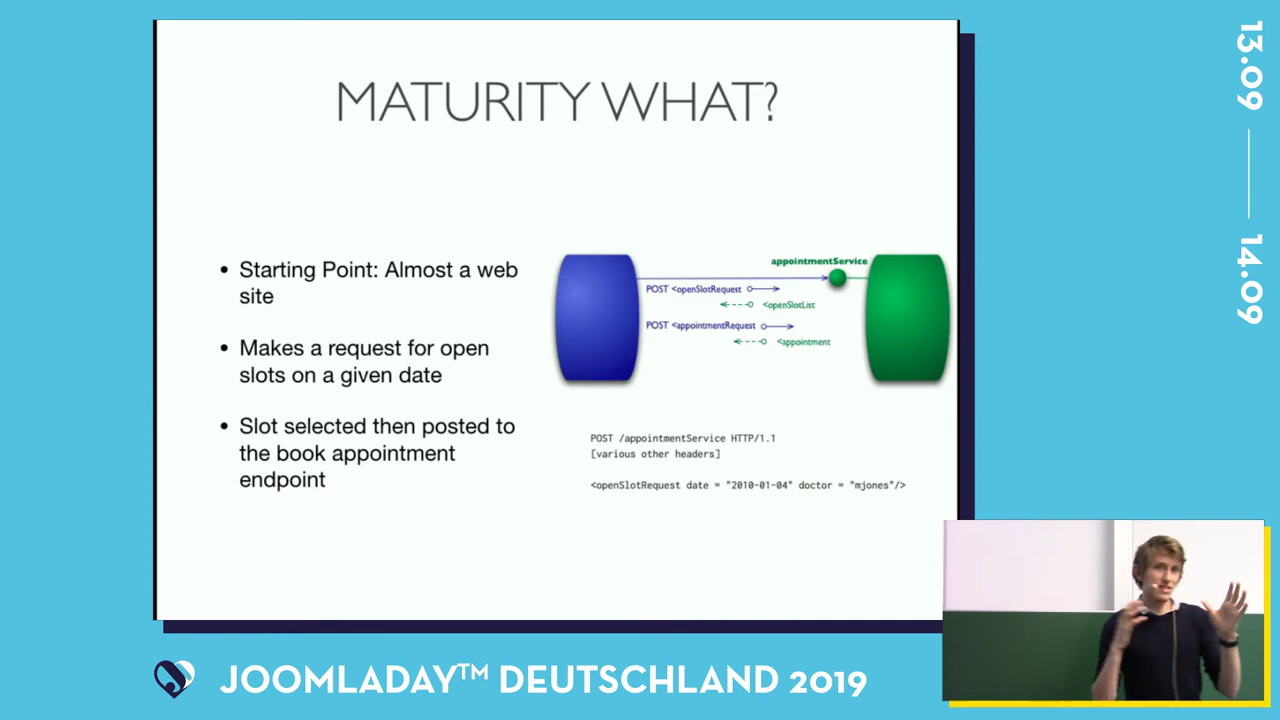 MATURITY WHAT?
• Starting Point: Almost a web
site
• Makes a request for open
slots on a given date
• Slot selected then posted to
the book appointment
endpoint
appointmentService
POST <openSlotRequest
<openSlotList
POST <appointmentRequest
<appointment
POST /appointmentService HTTP/1.1
[various other headers]
<openSlotRequest date = "2010-01-04" doctor = "mjones"/>
13.09
14.09
JOOMLADAY™ DEUTSCHLAND 2019